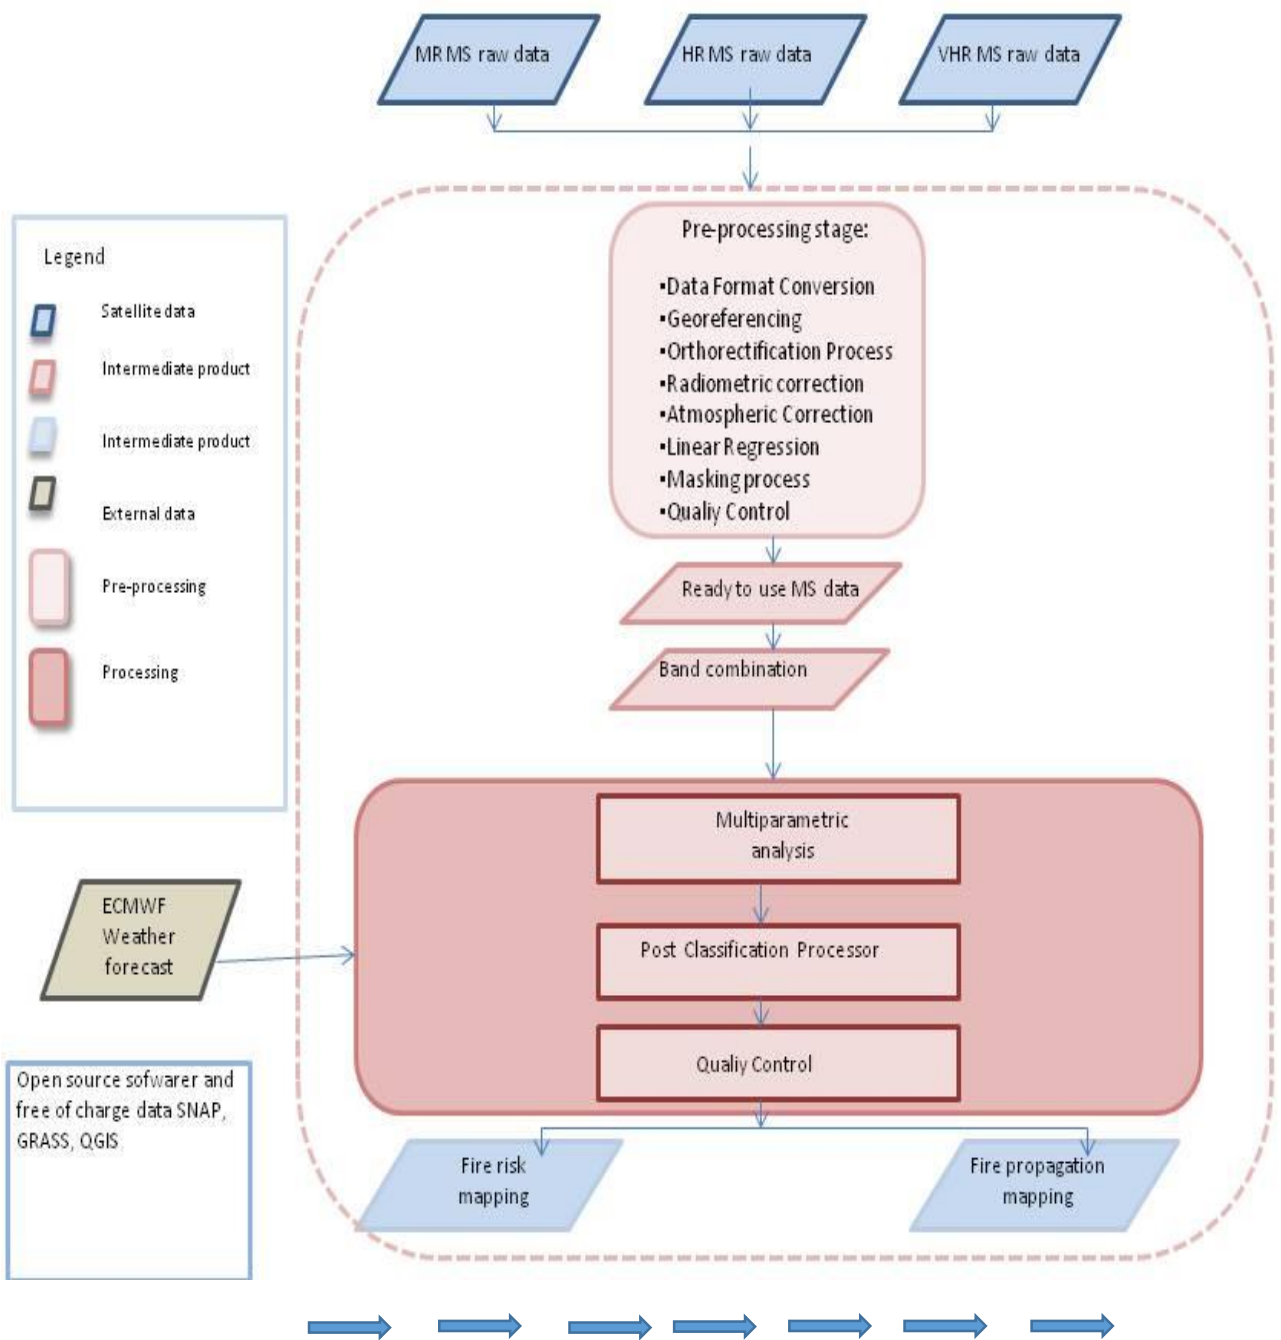 MR MS raw data
HR MS raw data
VHR MS raw data
Pre-processing stage:
▪Data Format Conversion
▪Georeferencing
▪Orthorectification Process
▪Radiometric correction
▪Atmospheric Correction
▪Linear Regression
▪Masking process
▪Qualiy Control
Legend
Satellite data
Intermediate product
Intermediate product
External data
Pre-processing
Processing
Ready to use MS data
Band combination
Multiparametric
analysis
Post Classification Processor
Qualiy Control
ECMWF
Weather
forecast
Open source sofwarer and
free of charge data SNAP,
GRASS, QGIS
Fire risk
mapping
Fire propagation
mapping